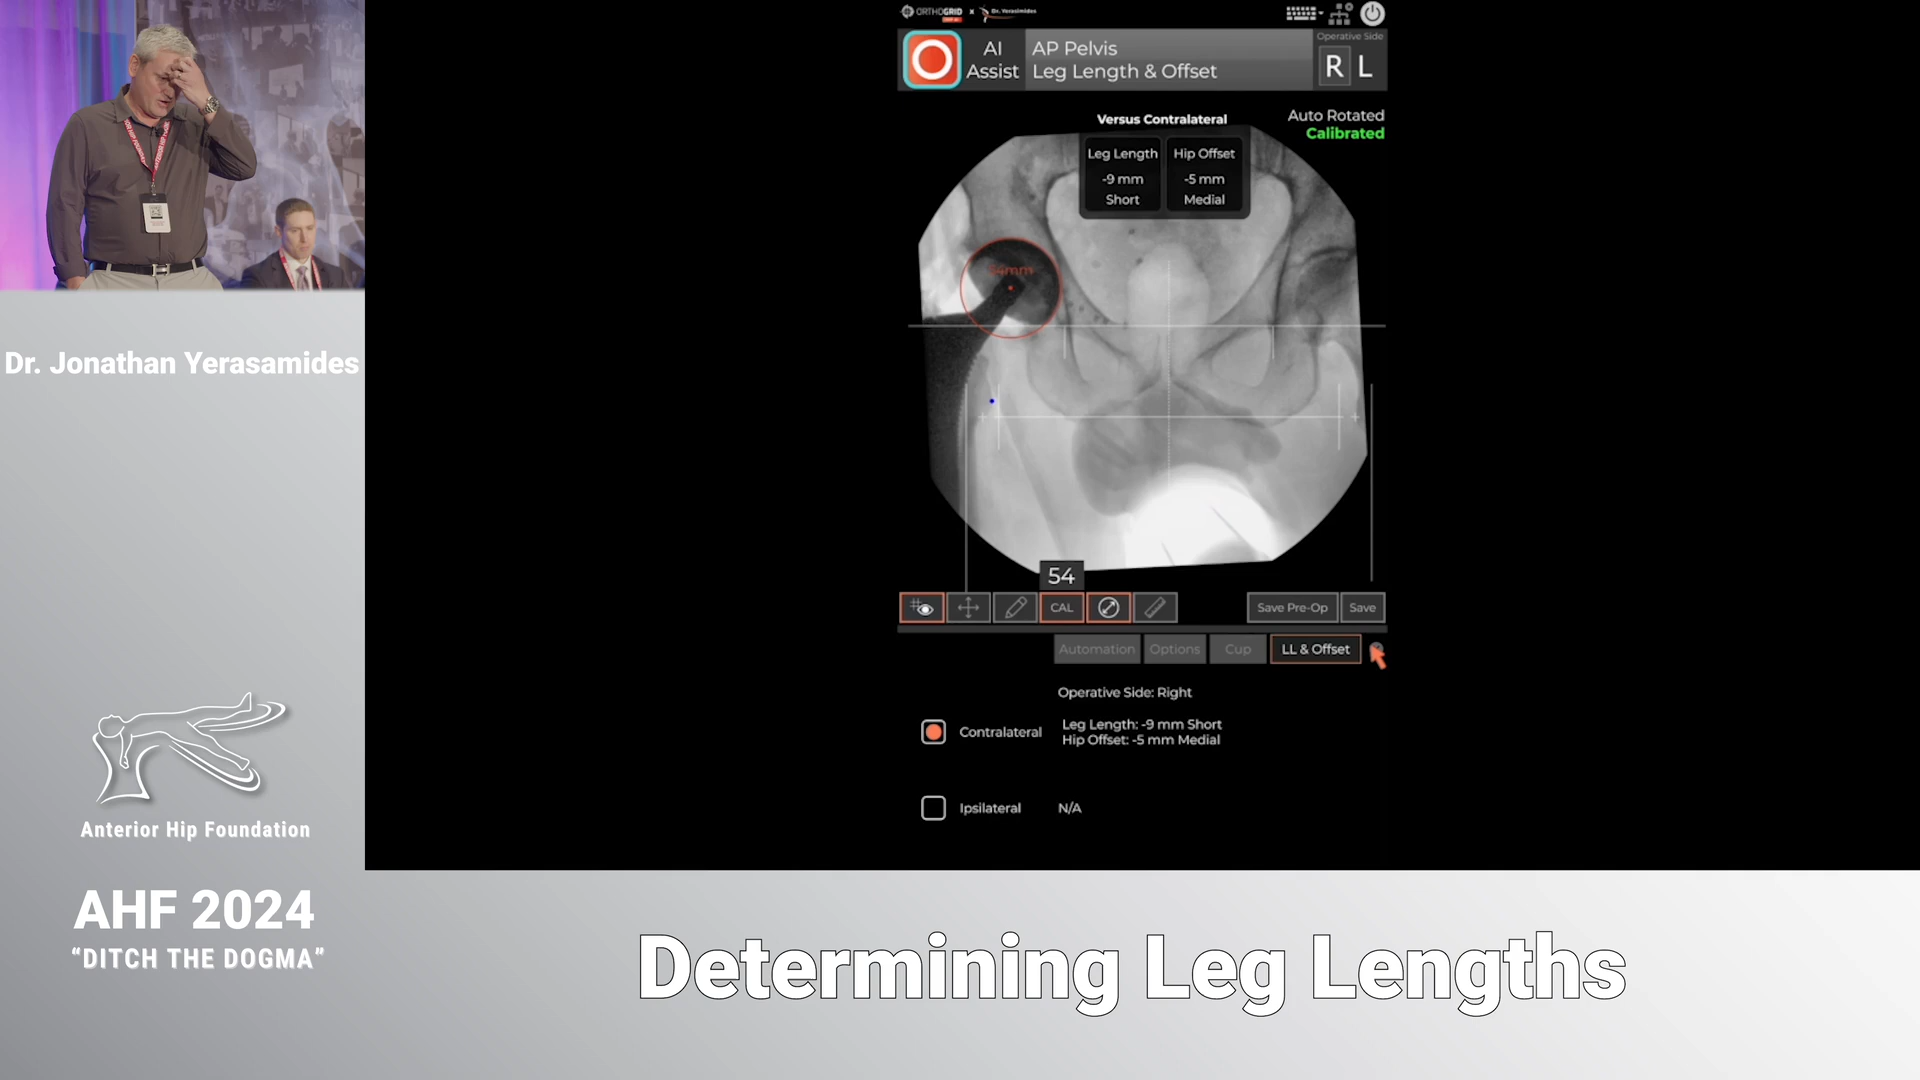 ORTHOGRID x Dr. Yerasimides
AI
Assist
AP Pelvis
Leg Length & Offset
Operative Side
R L
Versus Contralateral
Auto Rotated
Calibrated
Leg Length
-9 mm
Short
Hip Offset
-5 mm
Medial
54
CAL
Save Pre-Op
Save
Automation
Options
Cup
LL & Offset
Operative Side: Right
Contralateral
Leg Length: -9 mm Short
Hip Offset: -5 mm Medial
Ipsilateral
N/A
Dr. Jonathan Yerasamides
Anterior Hip Foundation
AHF 2024
“DITCH THE DOGMA”
Determining Leg Lengths